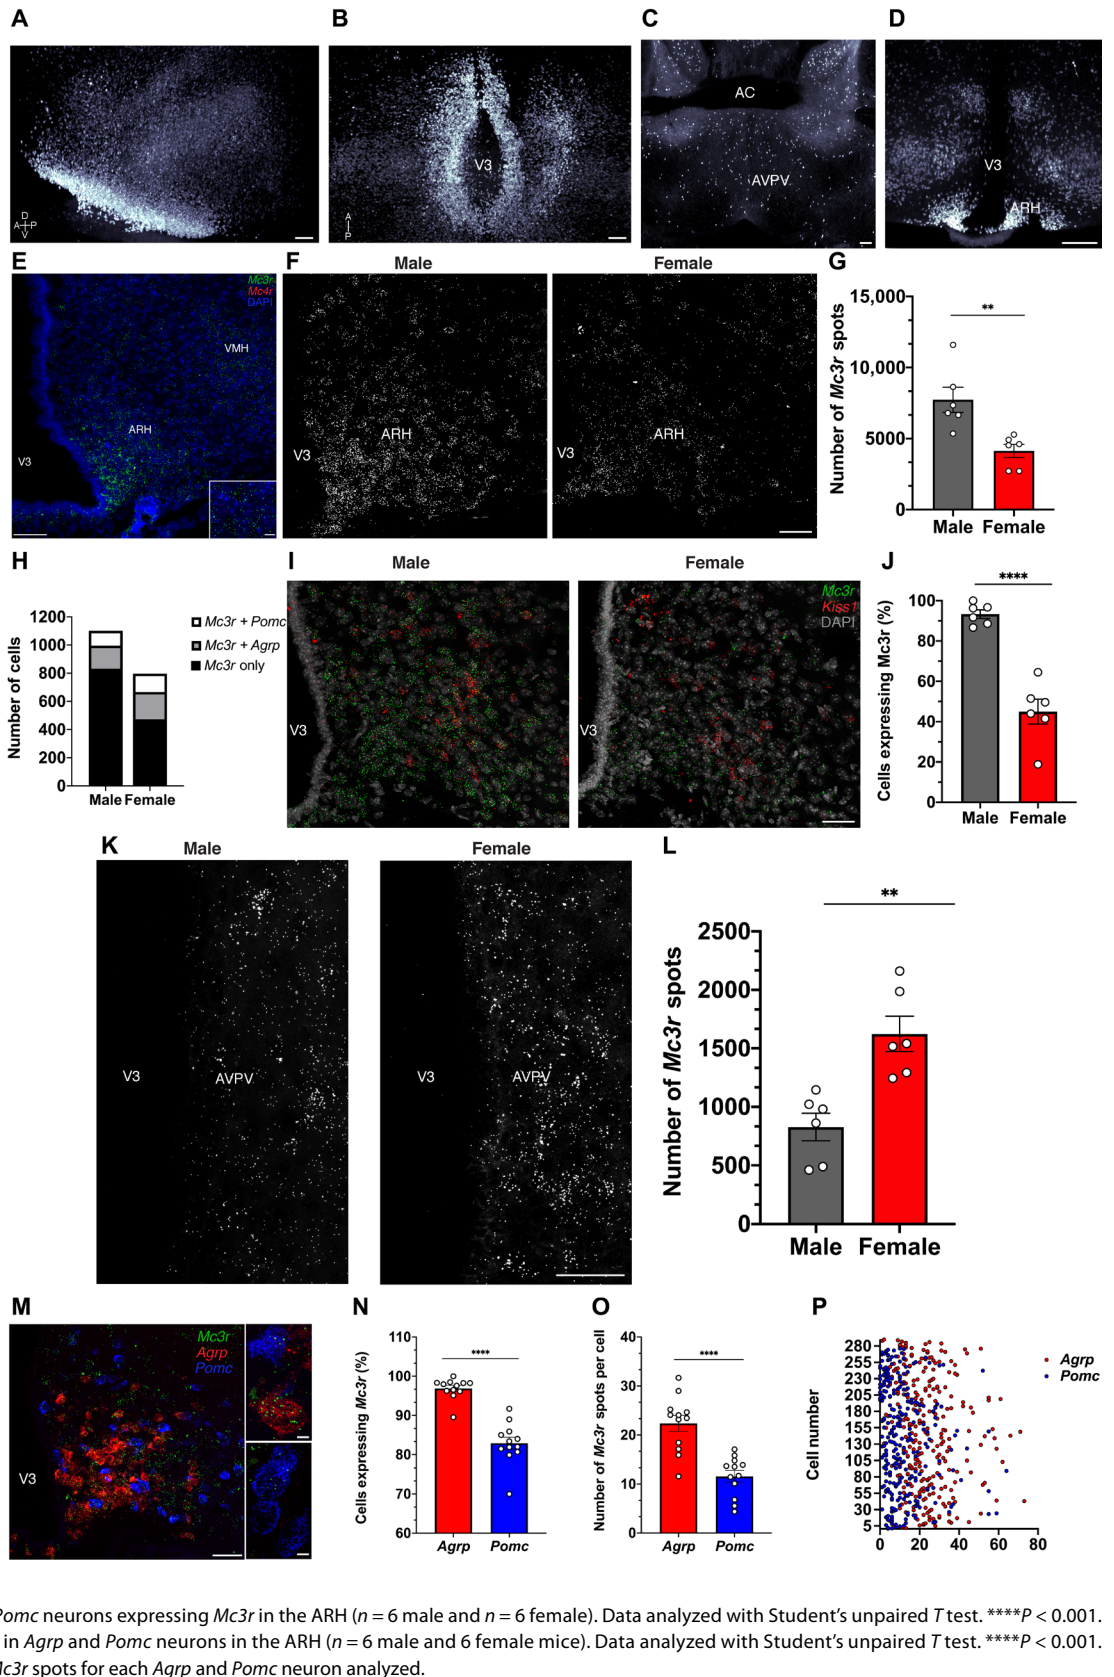 A
B
C
D
D
A P
V
A
P
V3
AC
AVPV
V3
ARH
E
F
Male
Female
G
Mc3r
Mc4r
DAPI
VMH
ARH
V3
ARH
V3
ARH
V3
Number of Mc3r spots
15,000
10,000
5000
0
**
Male Female
H
Number of cells
1200
1000
800
600
400
200
0
Mc3r + Pomc
Mc3r + Agrp
Mc3r only
Male Female
I
Male
Female
Mc3r
Kiss1
DAPI
V3
V3
J
Cells expressing Mc3r (%)
100
80
60
40
20
0
****
Male Female
K
Male
Female
V3
AVPV
V3
AVPV
L
Number of Mc3r spots
2500
2000
1500
1000
500
0
**
Male Female
M
Mc3r
Agrp
Pomc
V3
N
Cells expressing Mc3r (%)
110
100
90
80
70
60
****
Agrp Pomc
O
Number of Mc3r spots per cell
40
30
20
10
0
****
Agrp Pomc
P
Cell number
280
255
230
205
180
155
130
105
80
55
30
5
0 20 40 60 80
Agrp
Pomc
Pomc neurons expressing Mc3r in the ARH (n = 6 male and n = 6 female). Data analyzed with Student’s unpaired T test. ****P < 0.001.
in Agrp and Pomc neurons in the ARH (n = 6 male and 6 female mice). Data analyzed with Student’s unpaired T test. ****P < 0.001.
Mc3r spots for each Agrp and Pomc neuron analyzed.